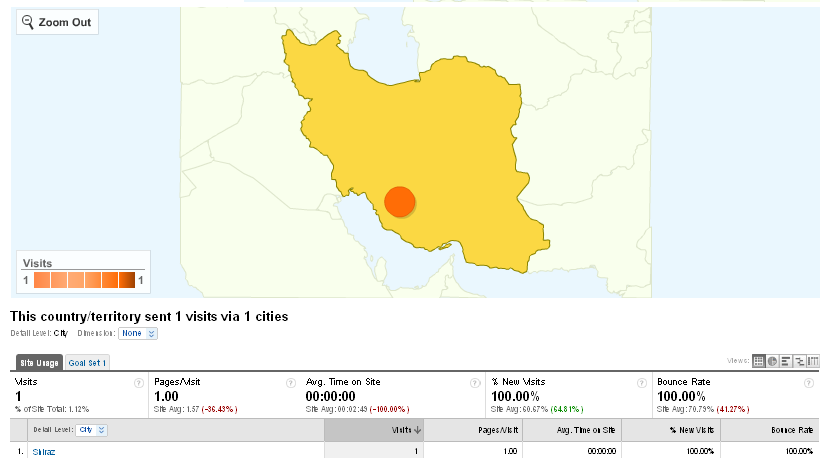 Zoom Out
Visits
1 1
This country/territory sent 1 visits via 1 cities
Detail Level: City Dimension: None
Site Usage Goal Set 1 Views:
Visits
1
% of Site Total: 1.12%
Pages/Visit
1.00
Site Avg: 1.57 (-36.43%)
Avg. Time on Site
00:00:00
Site Avg: 00:02:49 (-100.00%)
% New Visits
100.00%
Site Avg: 60.67% (64.81%)
Bounce Rate
100.00%
Site Avg: 70.79% (41.27%)
Detail Level: City Visits Pages/Visit Avg. Time on Site % New Visits Bounce Rate
1. Shiraz 1 1.00 00:00:00 100.00% 100.00%